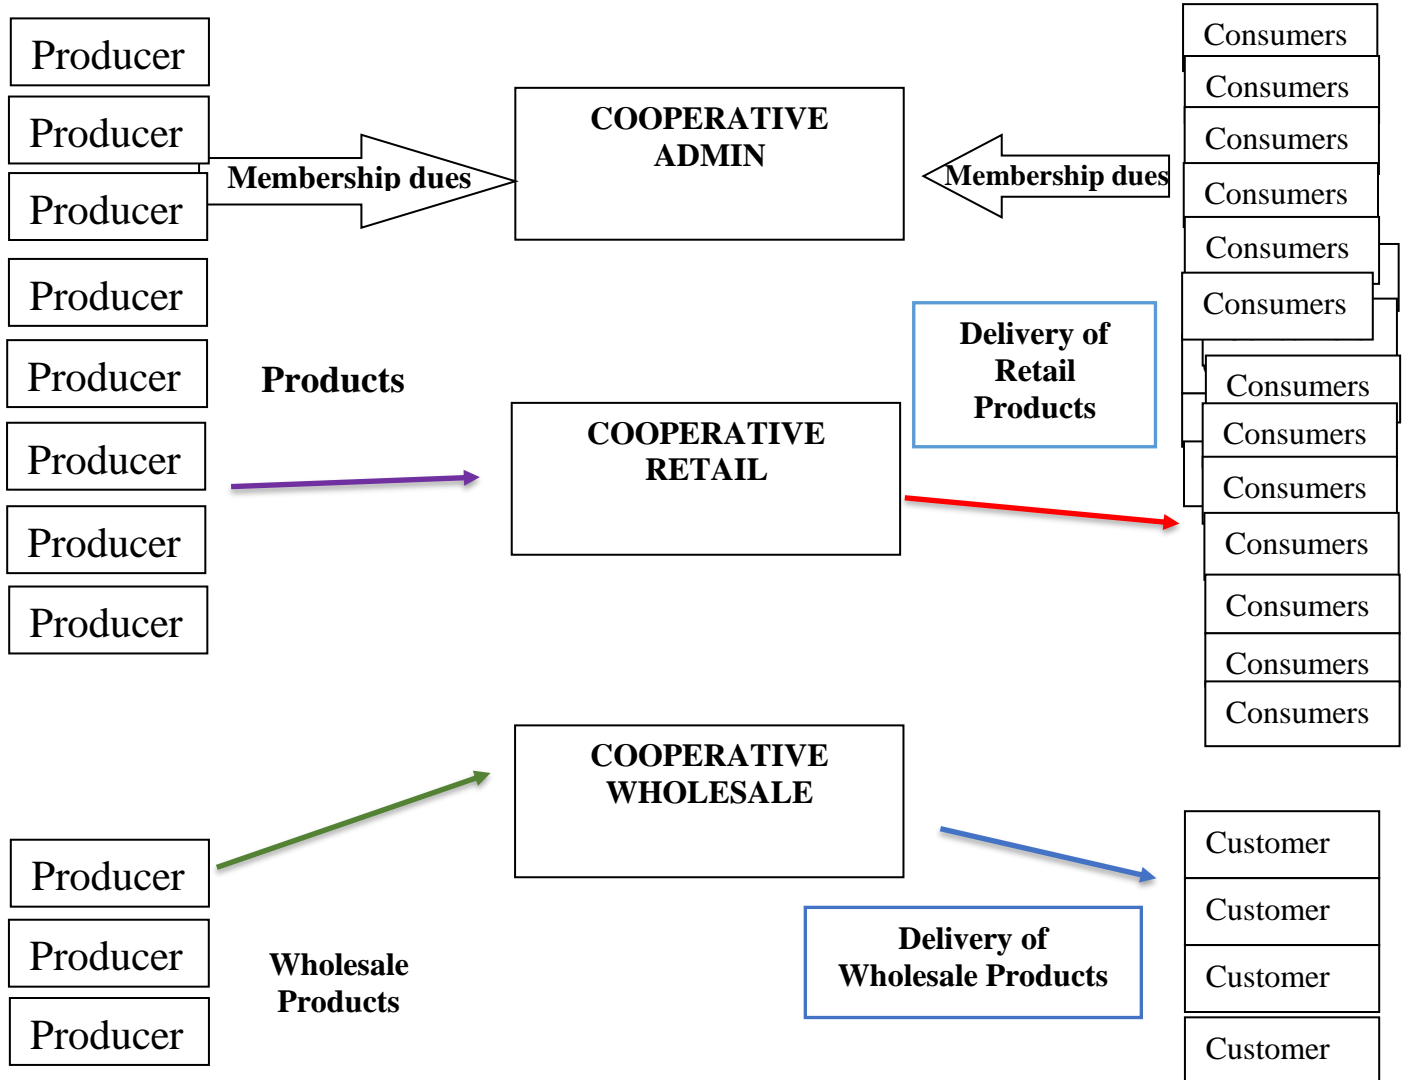 Producer
Producer
Producer
Producer
Producer
Producer
Producer
Producer
Membership dues
COOPERATIVE
ADMIN
Membership dues
Products
COOPERATIVE
RETAIL
Delivery of
Retail
Products
Consumers
Consumers
Consumers
Consumers
Consumers
Consumers
Consumers
Consumers
Consumers
Consumers
Consumers
Consumers
Consumers
COOPERATIVE
WHOLESALE
Producer
Producer
Producer
Wholesale
Products
Delivery of
Wholesale Products
Customer
Customer
Customer
Customer